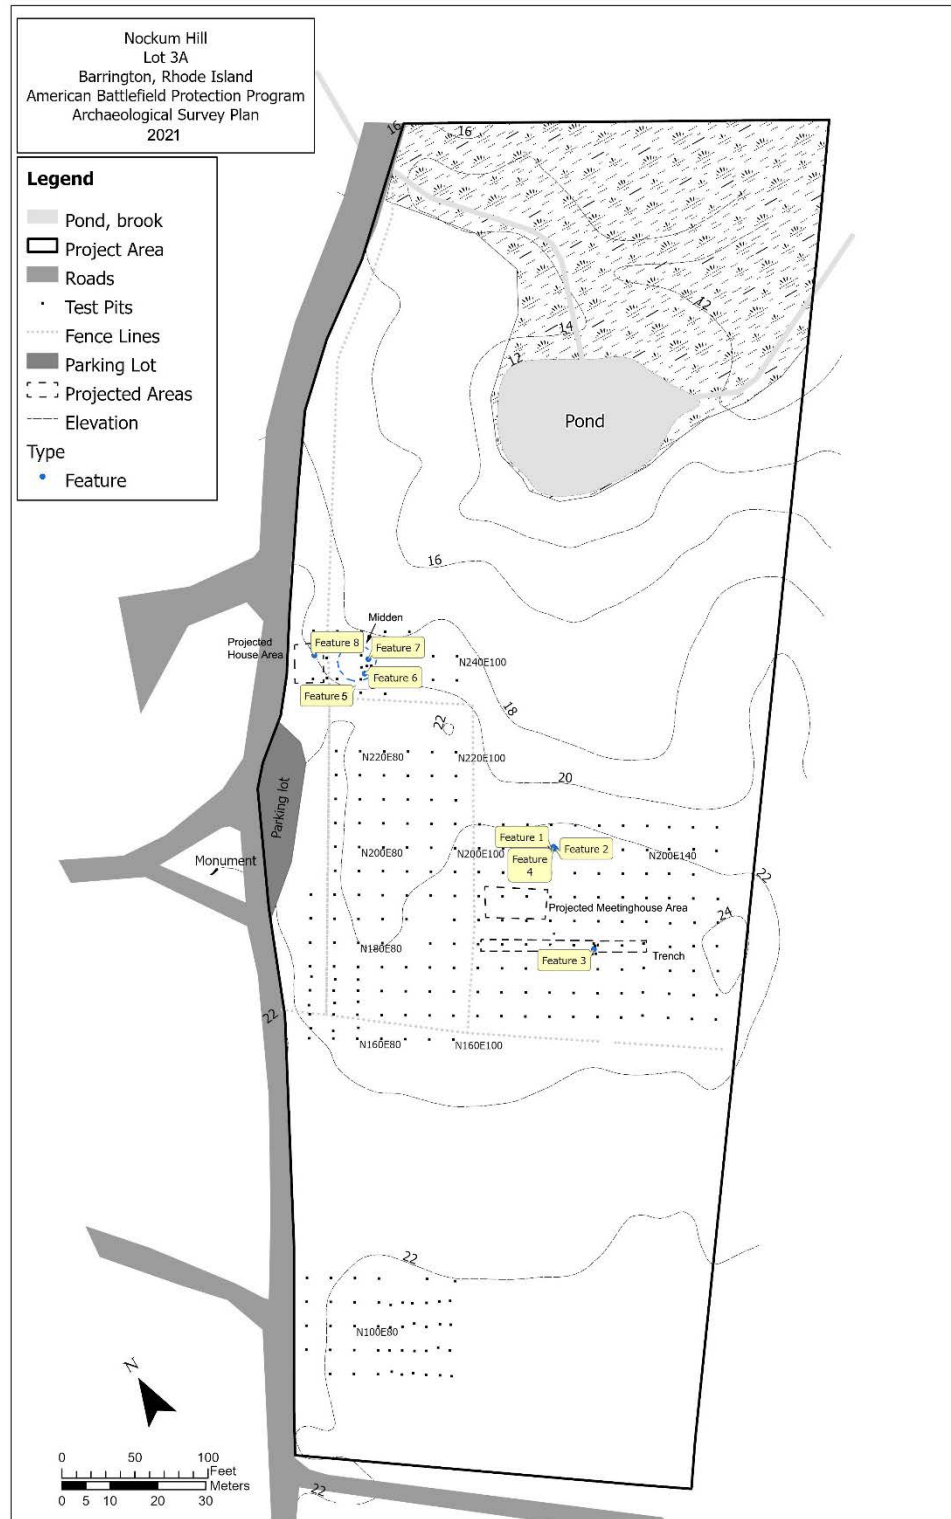 Nockum Hill
Lot 3A
Barrington, Rhode Island
American Battlefield Protection Program
Archaeological Survey Plan
2021
Legend
Pond, brook
Project Area
Roads
Test Pits
Fence Lines
Parking Lot
Projected Areas
Elevation
Type
Feature
16
16
12
14
12
Pond
16
Midden
Projected
House Area
Feature 8
Feature 7
N240E100
Feature 6
Feature 5
18
22
N220E80
N220E100
20
Parking lot
Feature 1
Feature 2
N200E80
N200E100
N200E140
Feature
4
Monument
22
Projected Meetinghouse Area
24
N180E80
Feature 3
Trench
22
N160E80
N160E100
22
N100E80
N
0 50 100
Feet
Meters
0 5 10 20 30
22